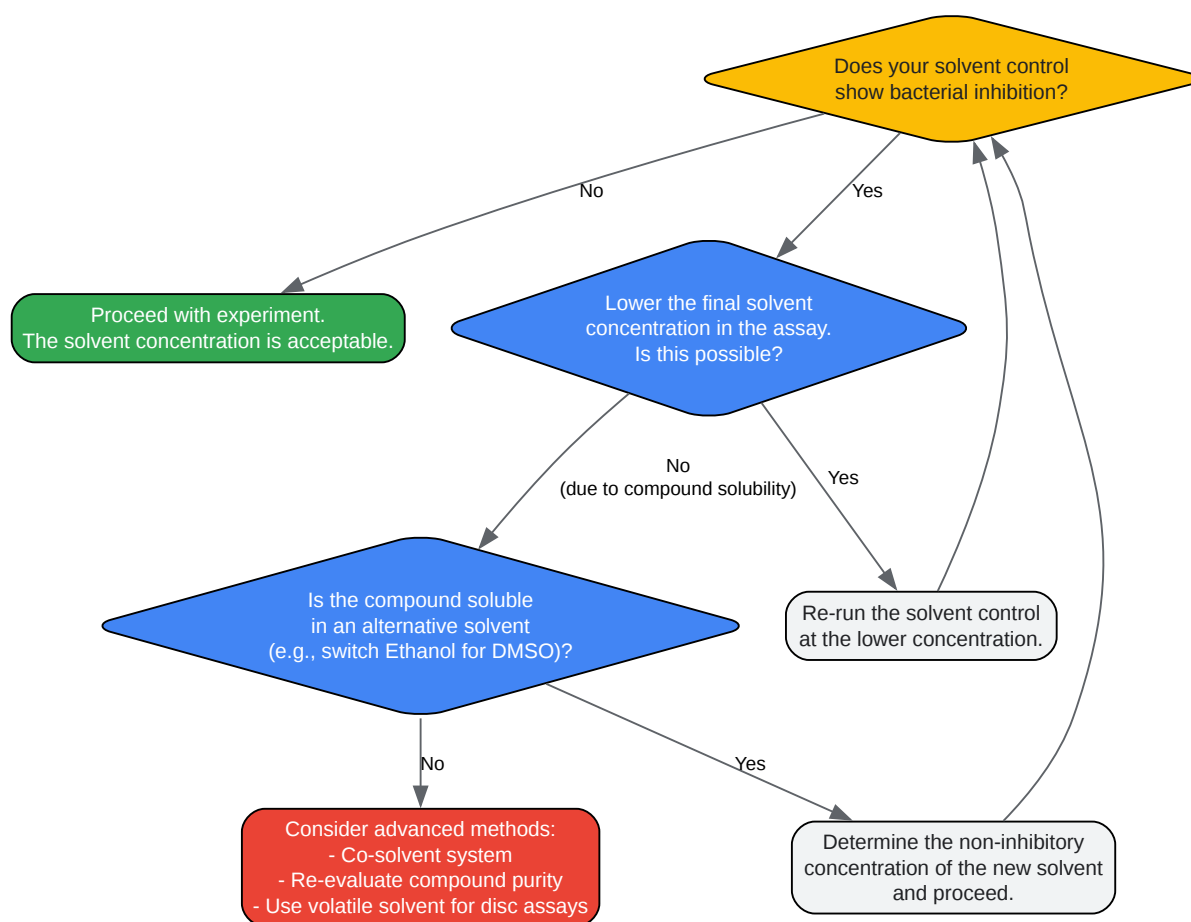 Does your solvent control
show bacterial inhibition?
No
Yes
Proceed with experiment.
The solvent concentration is acceptable.
Lower the final solvent
concentration in the assay.
Is this possible?
No
(due to compound solubility)
Yes
Is the compound soluble
in an alternative solvent
(e.g., switch Ethanol for DMSO)?
Re-run the solvent control
at the lower concentration.
No
Yes
Consider advanced methods:
- Co-solvent system
- Re-evaluate compound purity
- Use volatile solvent for disc assays
Determine the non-inhibitory
concentration of the new solvent
and proceed.